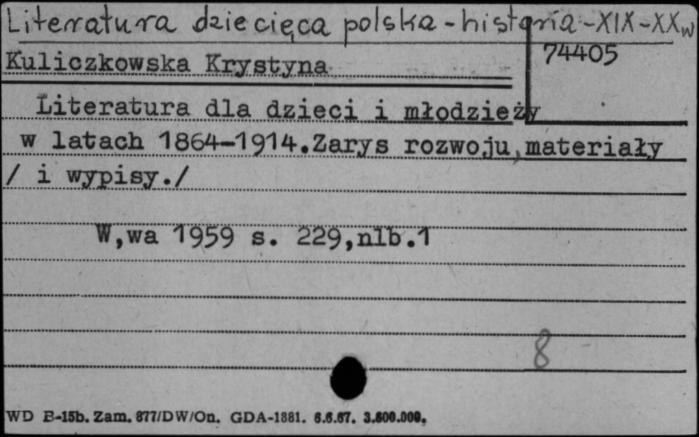 Literatura dziecięca polska - historia - XIX - XX w
Kuliczkowska Krystyna
74405
Literatura dla dzieci i młodzieży
w latach 1864-1914.Zarys rozwoju,materiały
/ i wypisy./
W,wa 1959 s. 229,nlb.1
8
WD B-15b. Zam. 877/DW/On. GDA-1881. 6.6.67. 3.600.000.